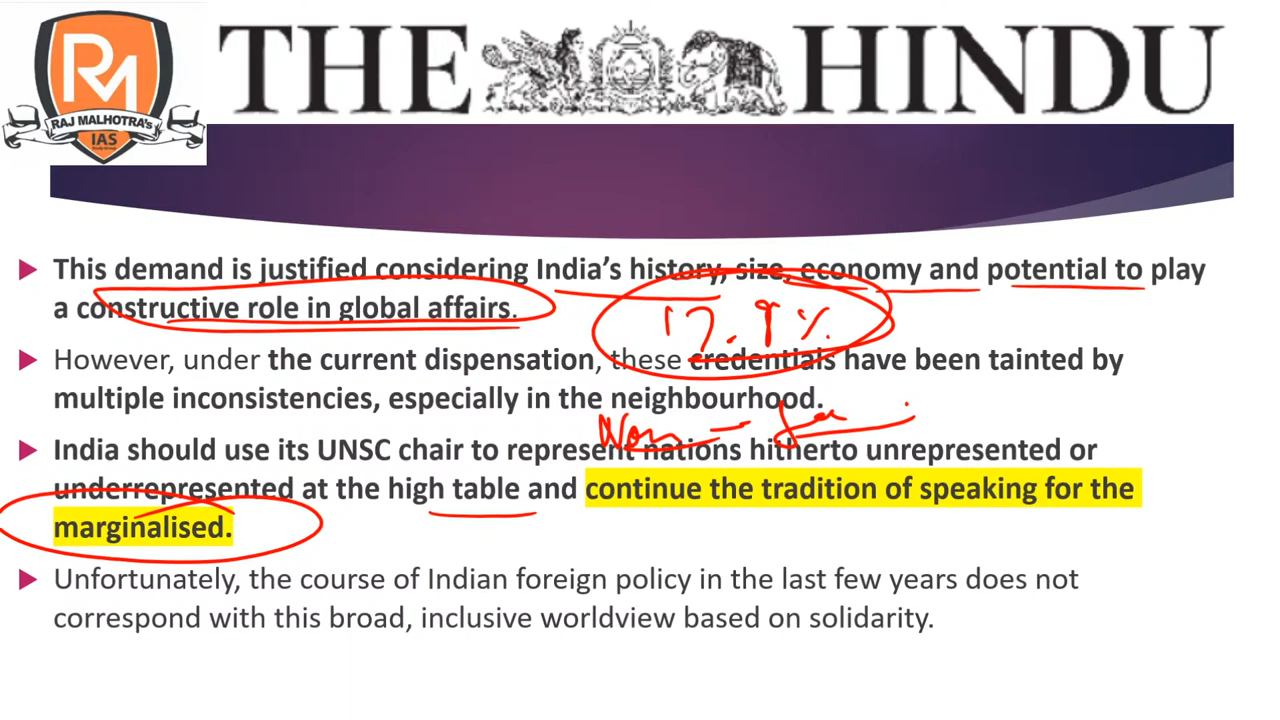 RM
RAJ MALHOTRA'S
IAS
THE HINDU
This demand is justified considering India's history, size, economy and potential to play
a constructive role in global affairs.
17.9%
However, under the current dispensation, these credentials have been tainted by
multiple inconsistencies, especially in the neighbourhood.
India should use its UNSC chair to represent nations hitherto unrepresented or
underrepresented at the high table and continue the tradition of speaking for the
marginalised.
Unfortunately, the course of Indian foreign policy in the last few years does not
correspond with this broad, inclusive worldview based on solidarity.